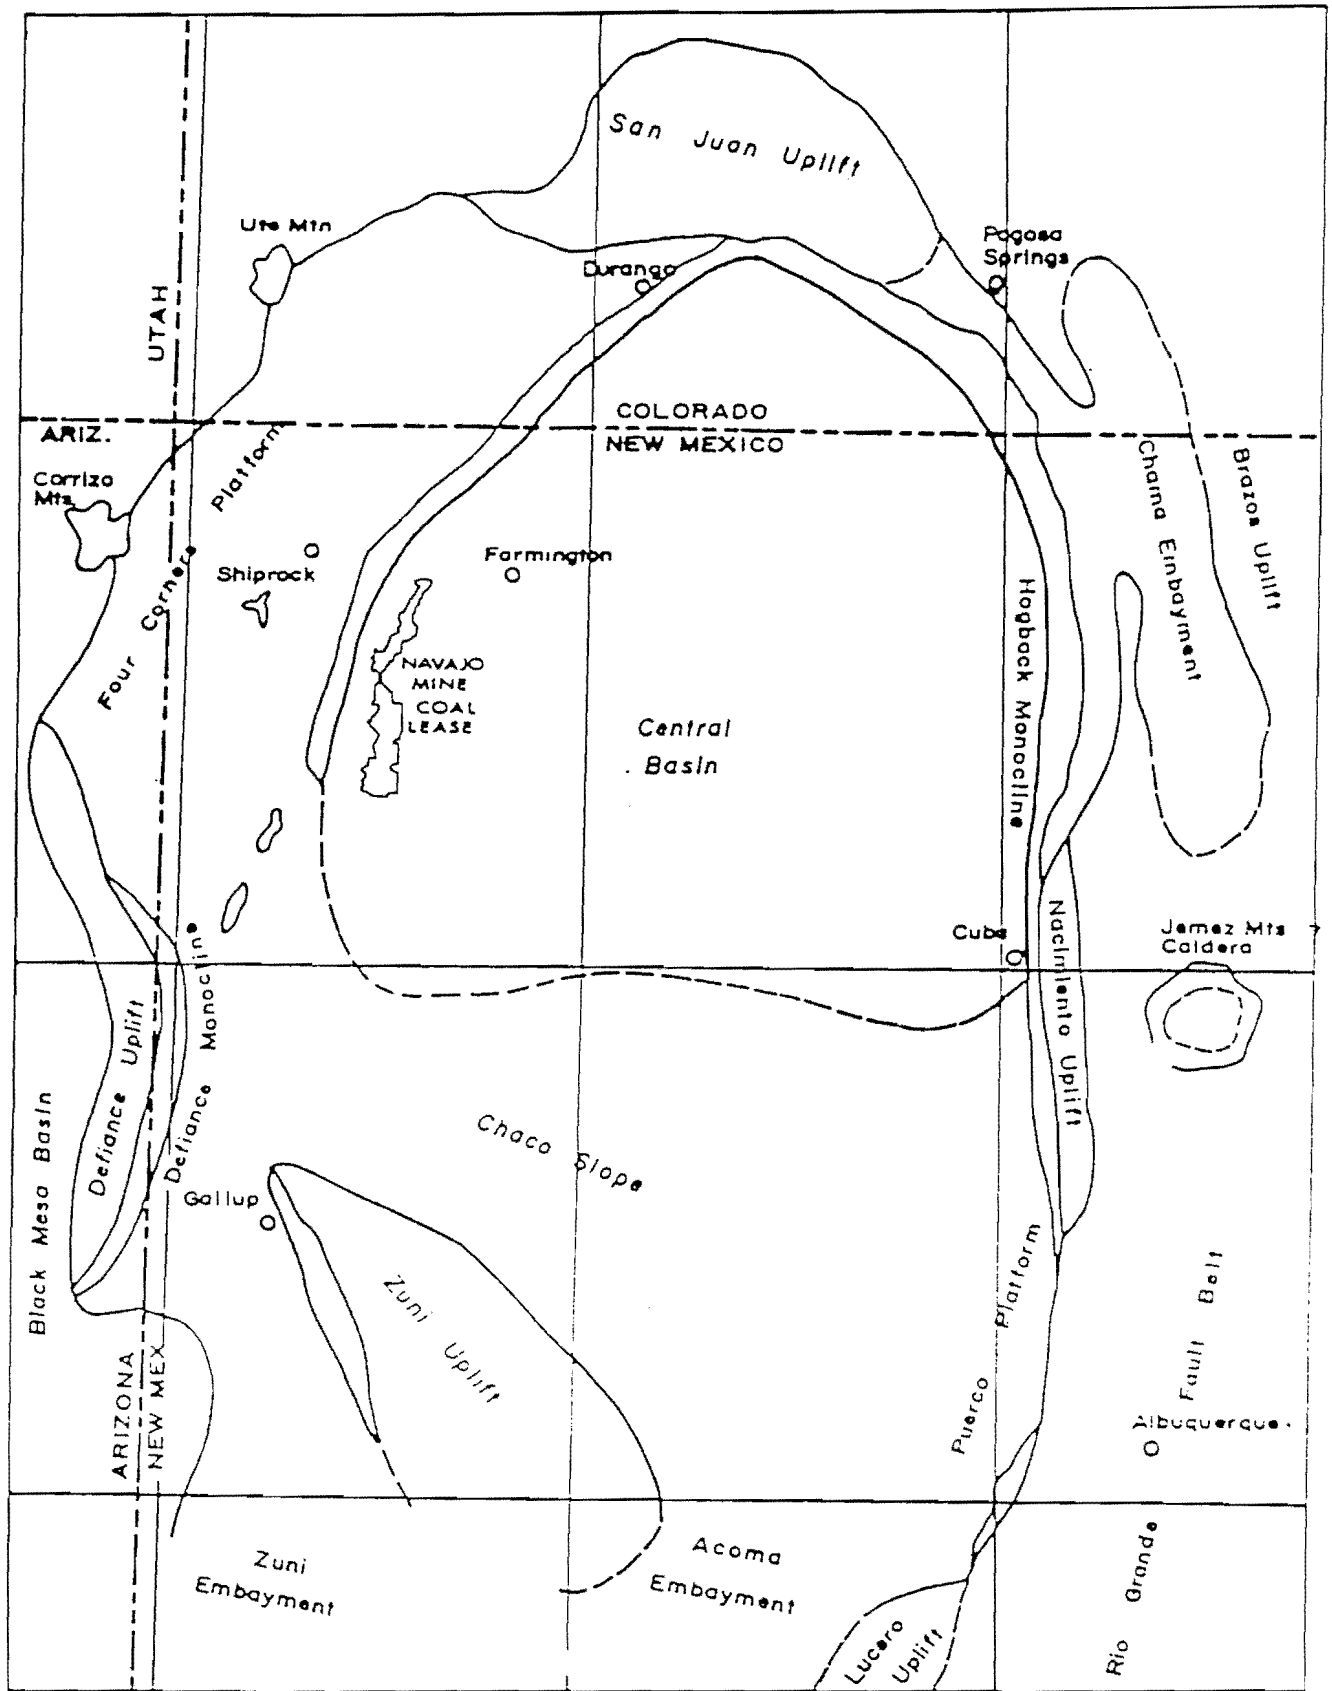 San Juan Uplift
Ute Mtn
Pagosa
Springs
Durango
UTAH
COLORADO
ARIZ.
NEW MEXICO
Platform
Carrizo
Mts
Four Corners
Shiprock
Farmington
Chama Embayment
Brazos Uplift
Hogback Monocline
NAVAJO
MINE
COAL
LEASE
Central
Basin
Cuba
Nacimiento Uplift
Jemez Mts
Caldera
Defiance Uplift
Defiance Monocline
Black Mesa Basin
Chaco Slope
Gallup
Zuni Uplift
Puerco Platform
Fault Belt
ARIZONA
NEW MEX.
Albuquerque
Zuni
Embayment
Acoma
Embayment
Lucero
Uplift
Rio Grande